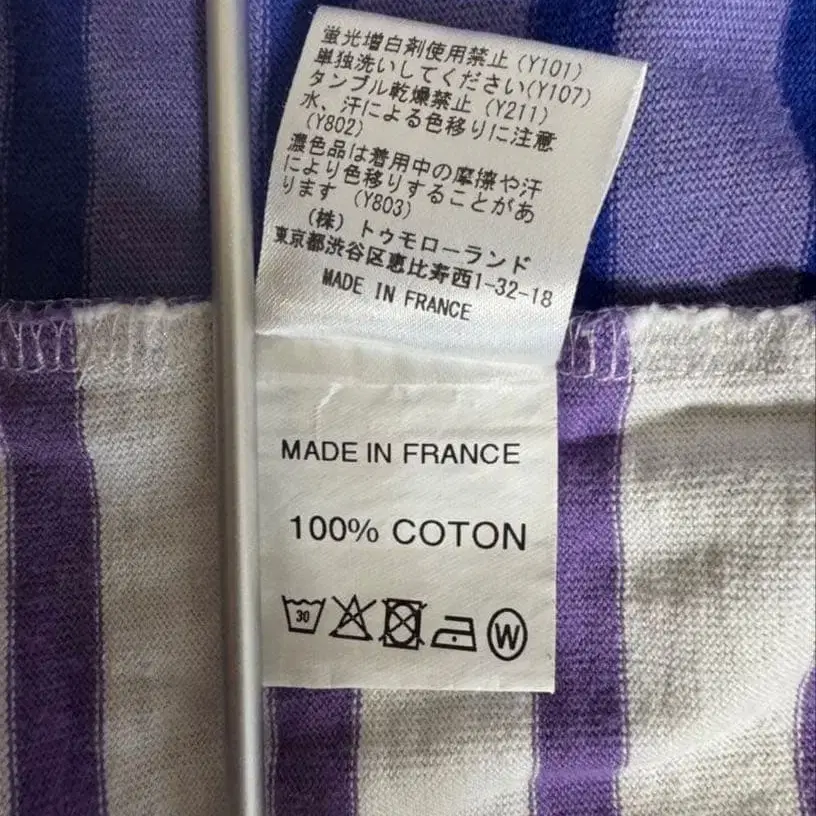 蛍光増白剤使用禁止 (Y101)
単独洗いしてください(Y107)
タンブル乾燥禁止 (Y211)
水、汗による色移りに注意
(Y802)
濃色品は着用中の摩擦や汗
により色移りすることがあ
ります (Y803)
(株) トゥモローランド
東京都渋谷区恵比寿西1-32-18
MADE IN FRANCE
MADE IN FRANCE
100% COTON
30
W